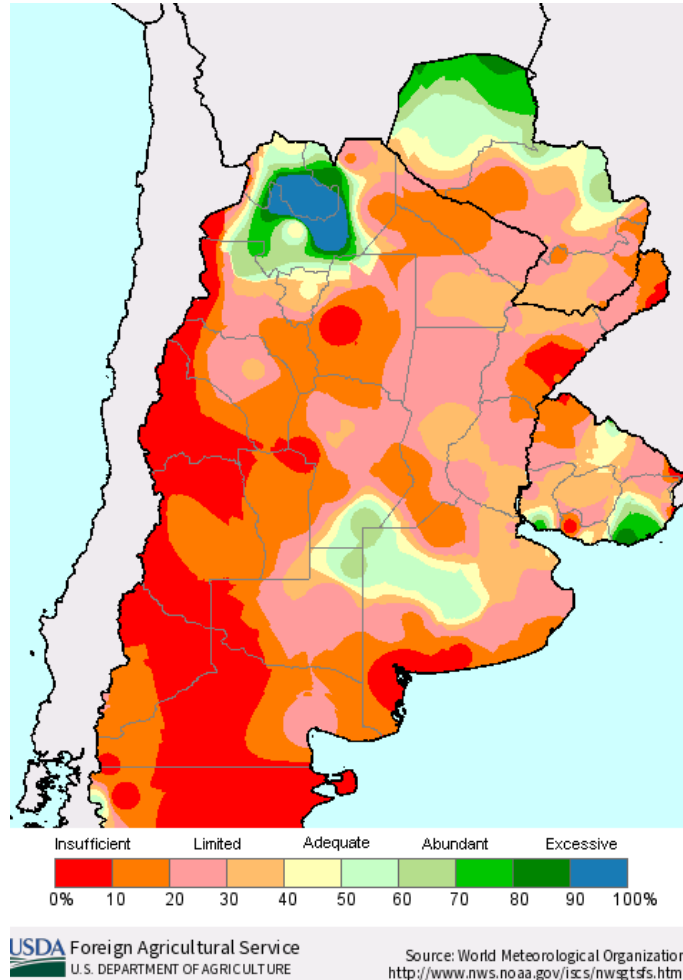 Insufficient Limited Adequate Abundant Excessive
0% 10 20 30 40 50 60 70 80 90 100%
USDA Foreign Agricultural Service
U.S. DEPARTMENT OF AGRICULTURE
Source: World Meteorological Organization
http://www.nws.noaa.gov/iscs/nwsgtsfs.htm